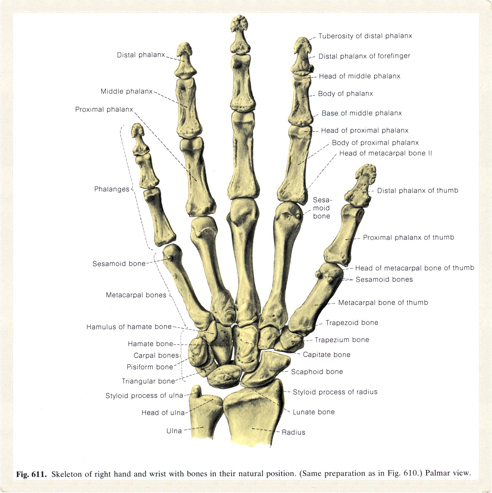 Tuberosity of distal phalanx
Distal phalanx
Distal phalanx of forefinger
Head of middle phalanx
Middle phalanx
Body of phalanx
Proximal phalanx
Base of middle phalanx
Head of proximal phalanx
Body of proximal phalanx
Head of metacarpal bone II
Phalanges
Distal phalanx of thumb
Sesa-
moid
bone
Proximal phalanx of thumb
Sesamoid bone
Head of metacarpal bone of thumb
Sesamoid bones
Metacarpal bones
Metacarpal bone of thumb
Hamulus of hamate bone
Trapezoid bone
Hamate bone
Trapezium bone
Carpal bones
Capitate bone
Pisiform bone
Scaphoid bone
Triangular bone
Styloid process of ulna
Styloid process of radius
Head of ulna
Lunate bone
Ulna
Radius
Fig. 611. Skeleton of right hand and wrist with bones in their natural position. (Same preparation as in Fig. 610.) Palmar view.